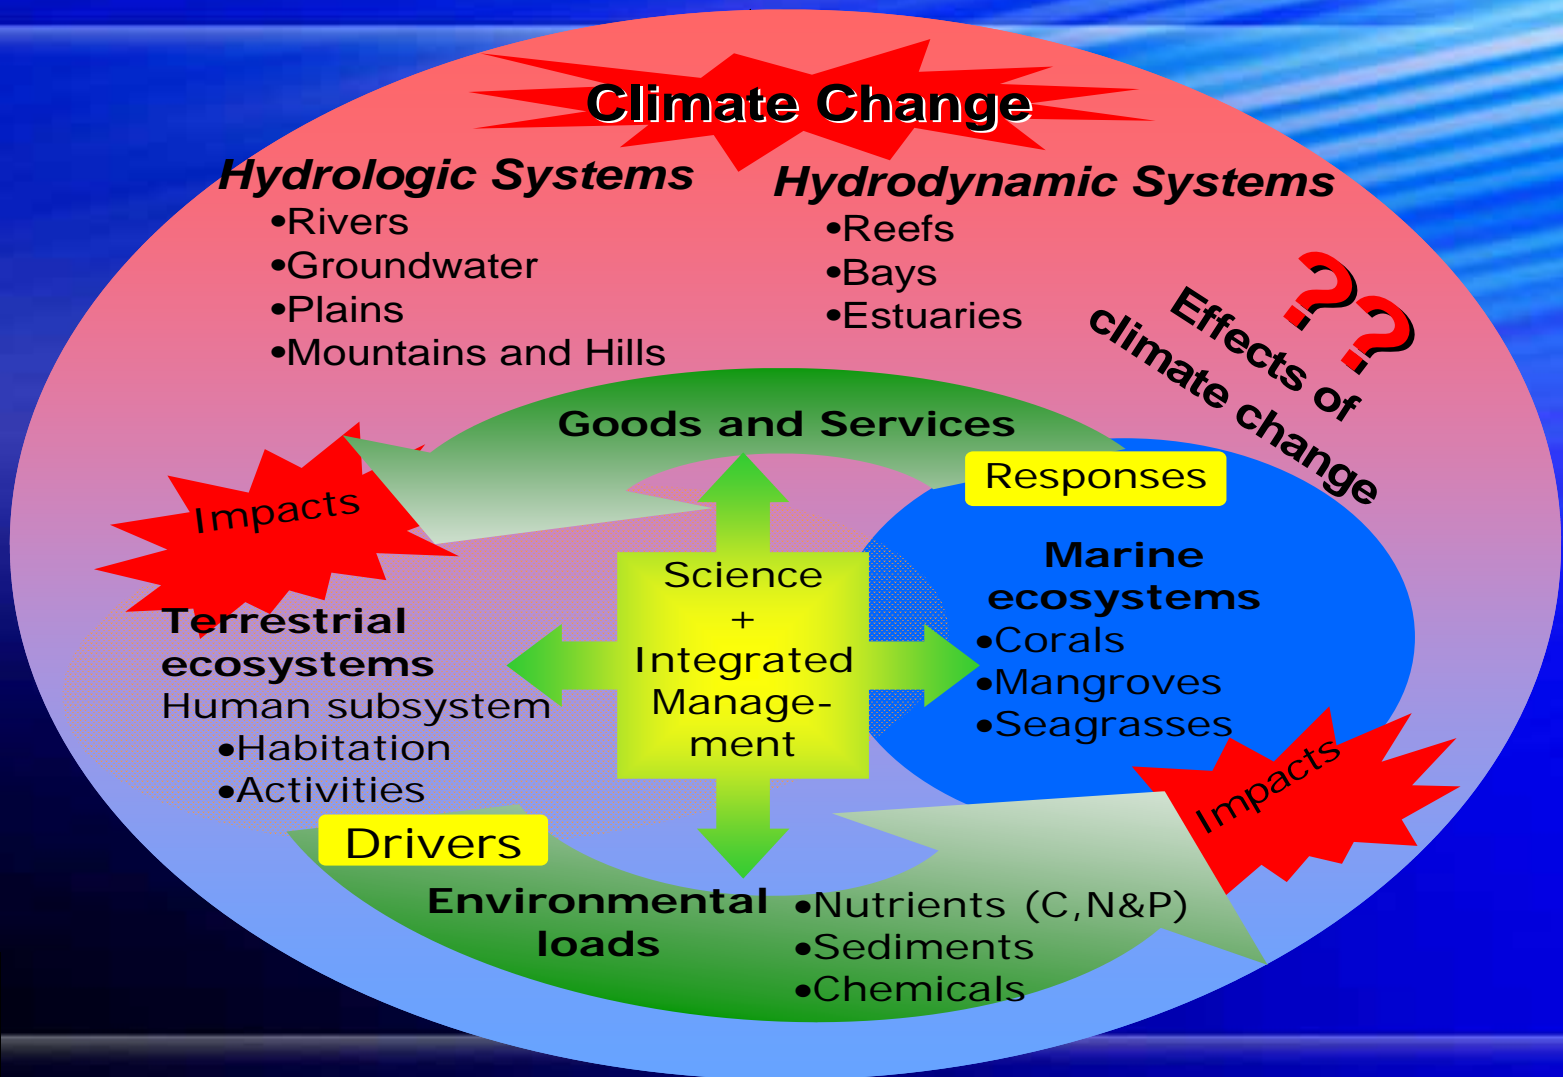 Climate Change
Hydrologic Systems
•Rivers
•Groundwater
•Plains
•Mountains and Hills
Hydrodynamic Systems
•Reefs
•Bays
•Estuaries
??
Effects of
climate change
Goods and Services
Responses
Impacts
Science
+
Integrated
Manage-
ment
Marine
ecosystems
•Corals
•Mangroves
•Seagrasses
Terrestrial
ecosystems
Human subsystem
•Habitation
•Activities
Impacts
Drivers
Environmental
loads
•Nutrients (C,N&P)
•Sediments
•Chemicals